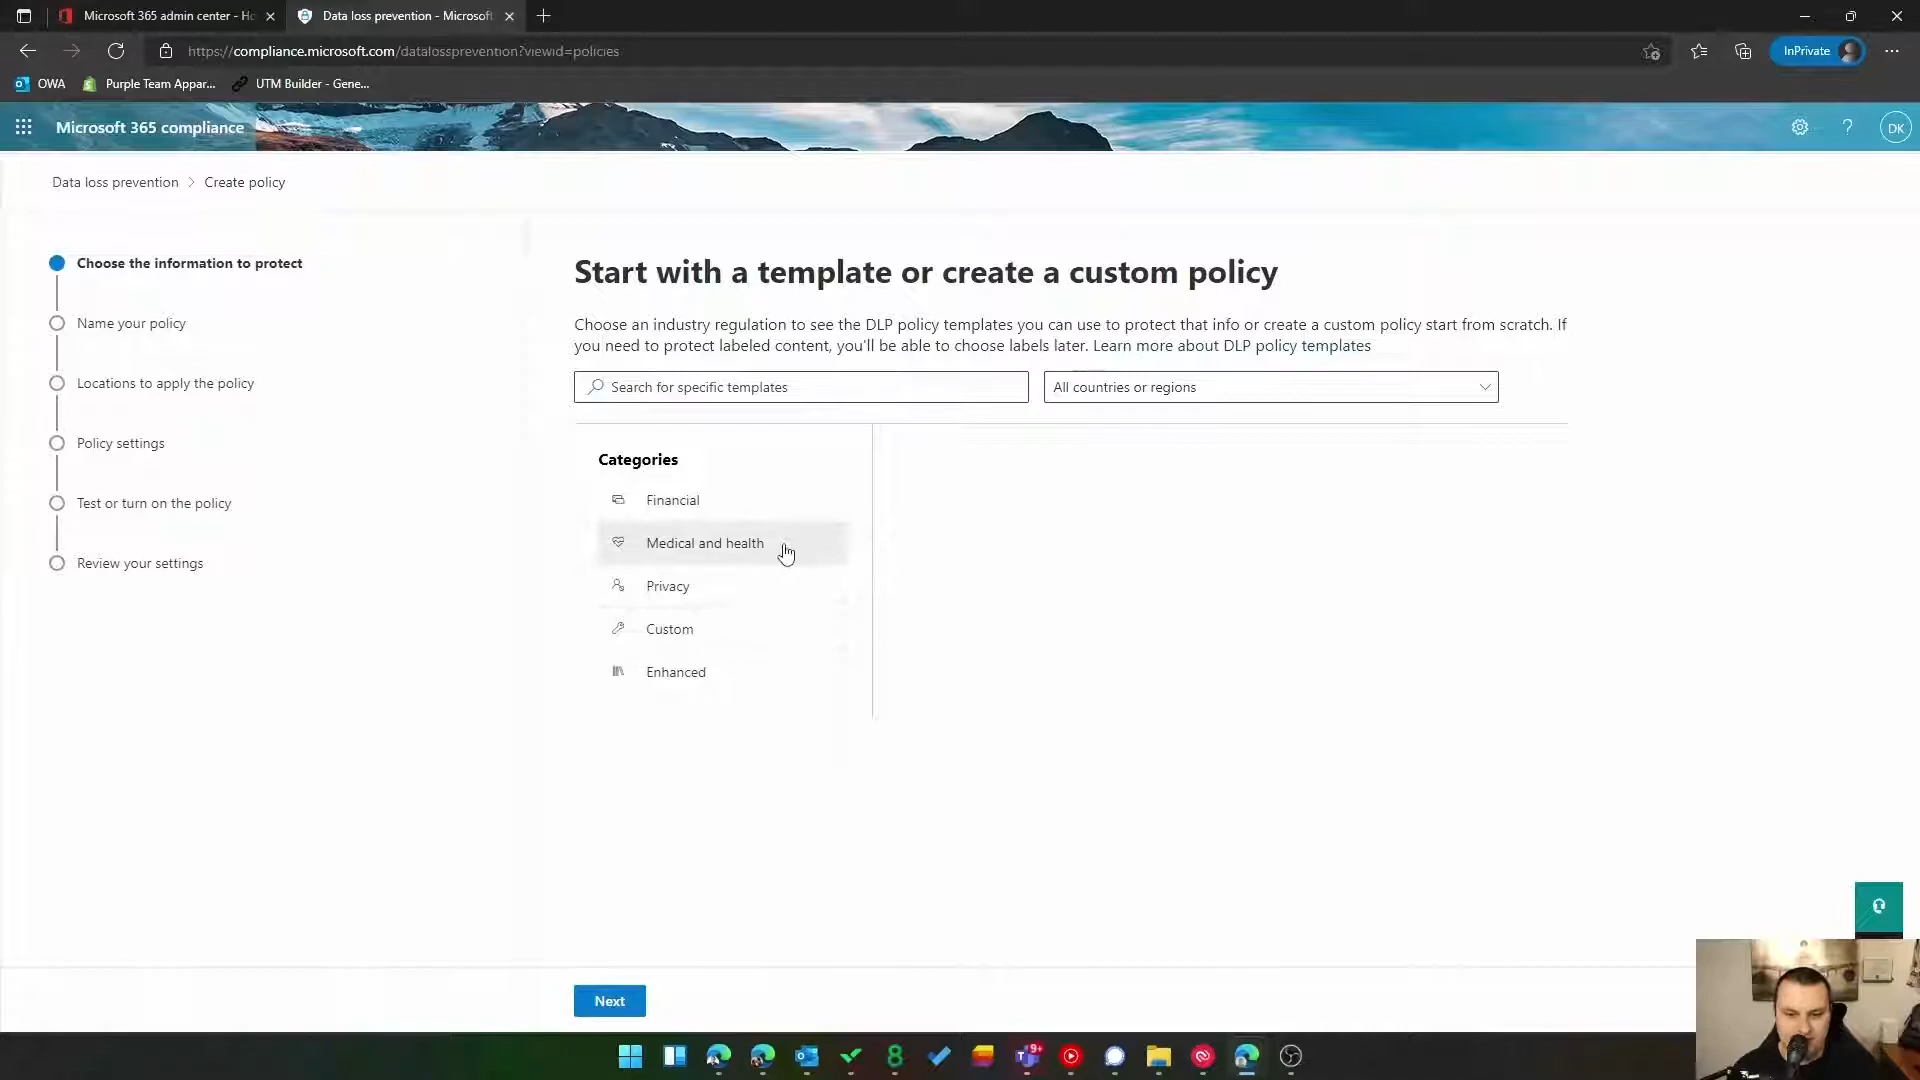 Microsoft 365 admin center - Ho
Data loss prevention - Microsoft
https://compliance.microsoft.com/datalossprevention?viewid=policies
InPrivate
OWA
Purple Team Appar...
UTM Builder - Gene...
Microsoft 365 compliance
?
DK
Data loss prevention > Create policy
Choose the information to protect
Name your policy
Locations to apply the policy
Policy settings
Test or turn on the policy
Review your settings
Start with a template or create a custom policy
Choose an industry regulation to see the DLP policy templates you can use to protect that info or create a custom policy start from scratch. If
you need to protect labeled content, you'll be able to choose labels later. Learn more about DLP policy templates
Search for specific templates
All countries or regions
Categories
Financial
Medical and health
Privacy
Custom
Enhanced
Next
8
9+